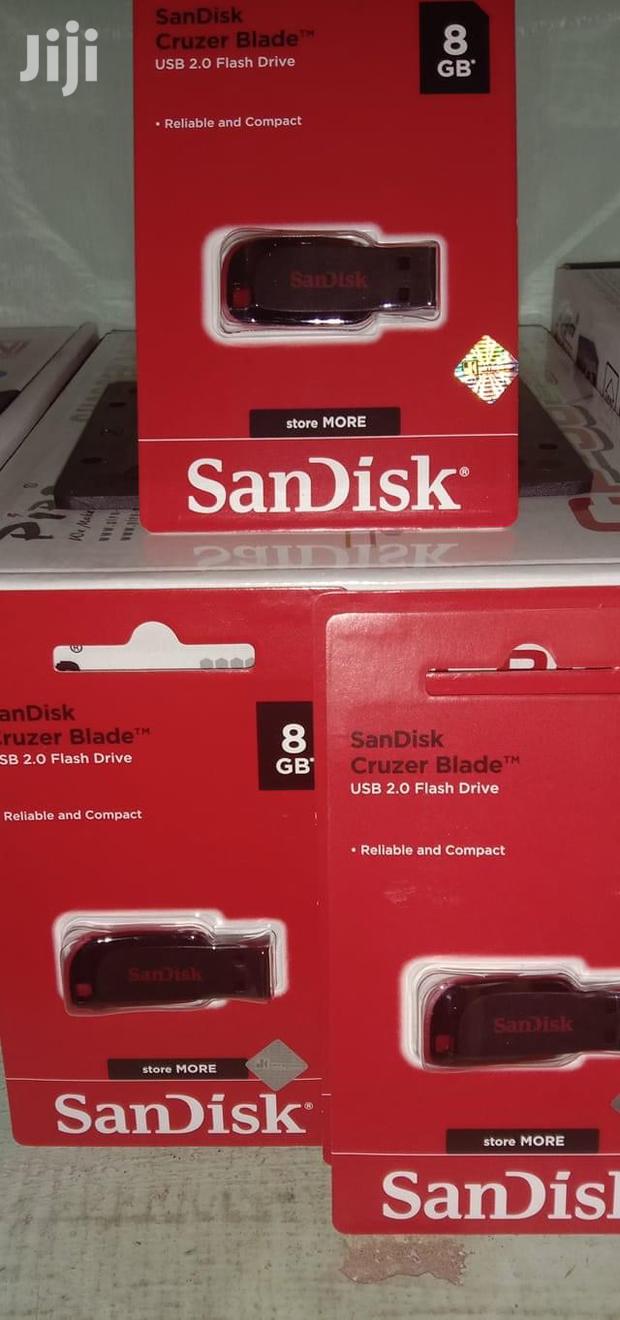 Jiji
SanDisk
Cruzer Blade™
USB 2.0 Flash Drive
8
GB*
• Reliable and Compact
SanDisk
store MORE
SanDisk®
®
anDisk
ruzer Blade™
SB 2.0 Flash Drive
8
GB*
Reliable and Compact
SanDisk
store MORE
SanDisk®
SanDisk
Cruzer Blade™
USB 2.0 Flash Drive
• Reliable and Compact
SanDisk
store MORE
SanDis